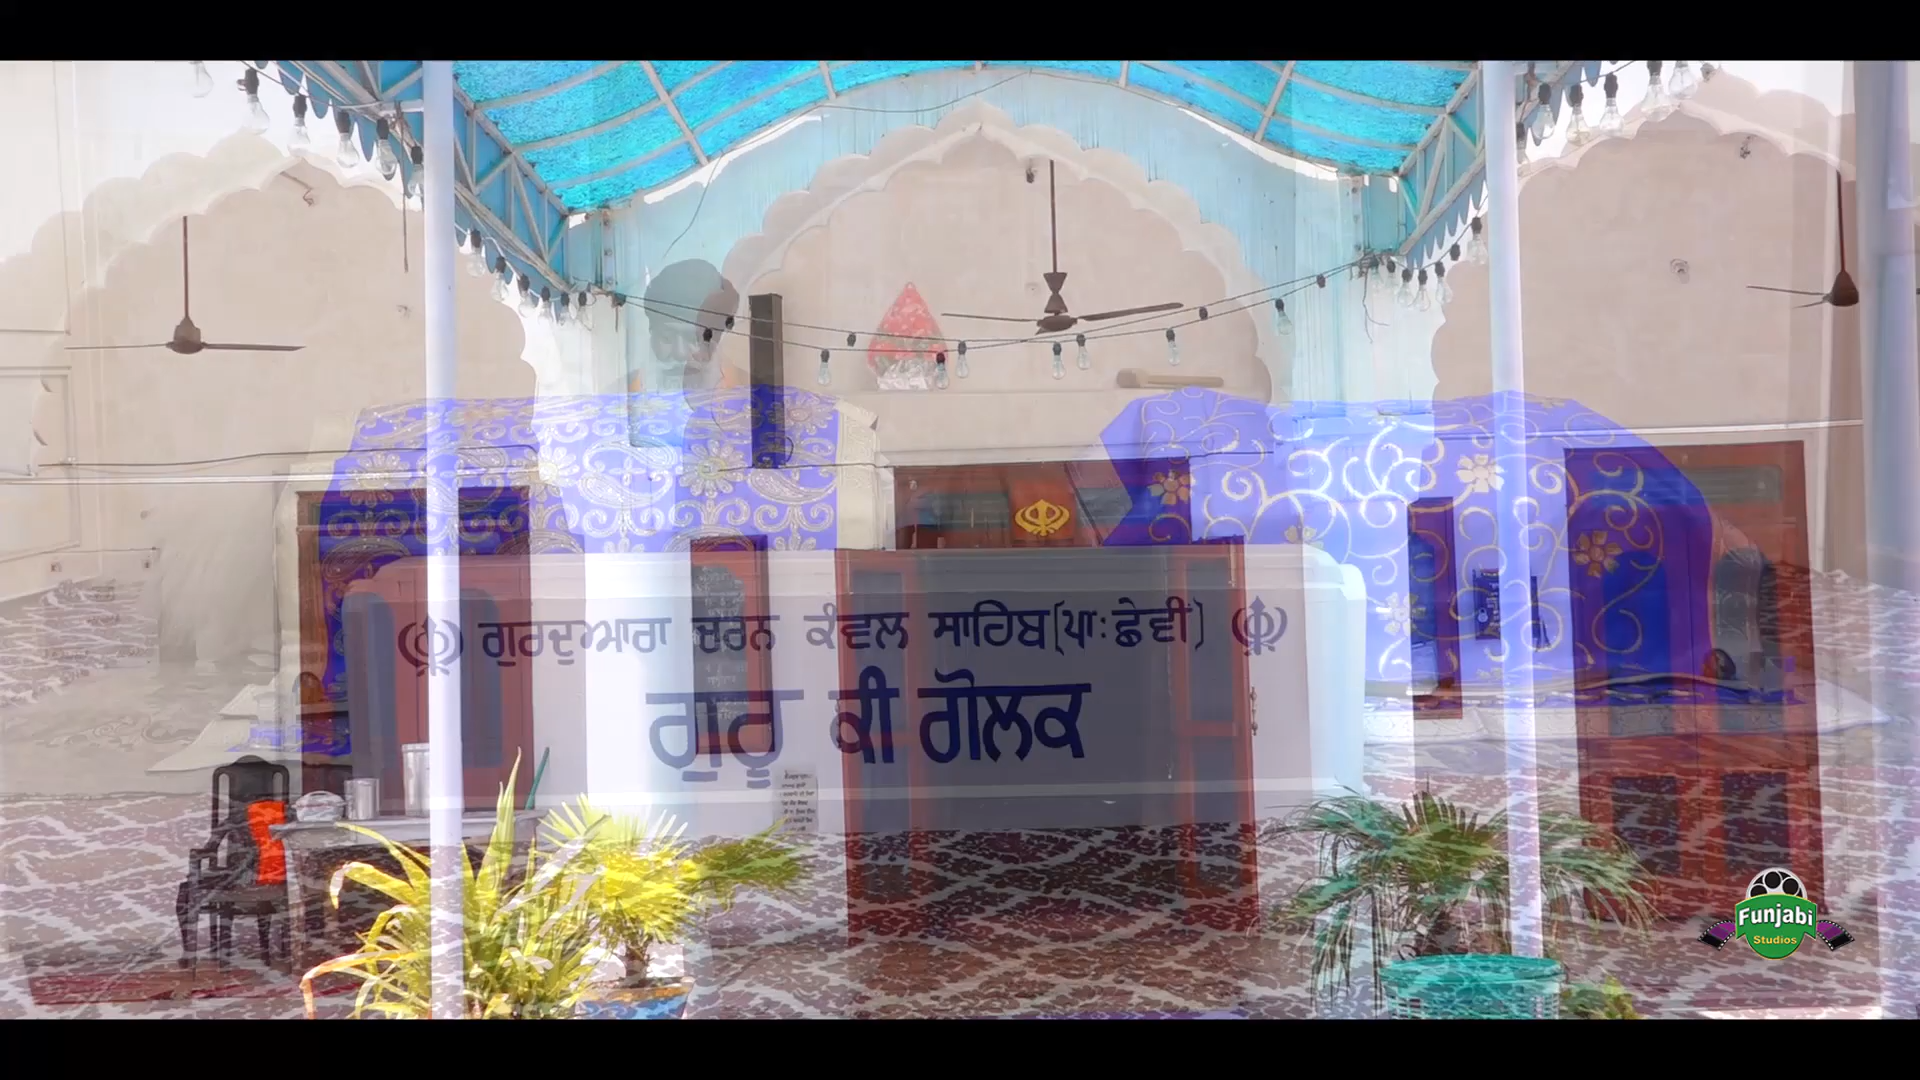 ਗੁਰਦੁਆਰਾ ਚਰਨ ਕੰਵਲ ਸਾਹਿਬ(ਪਾ:ਛੇਵੀਂ)
ਗੁਰੂ ਕੀ ਗੋਲਕ
Funjabi
Studios